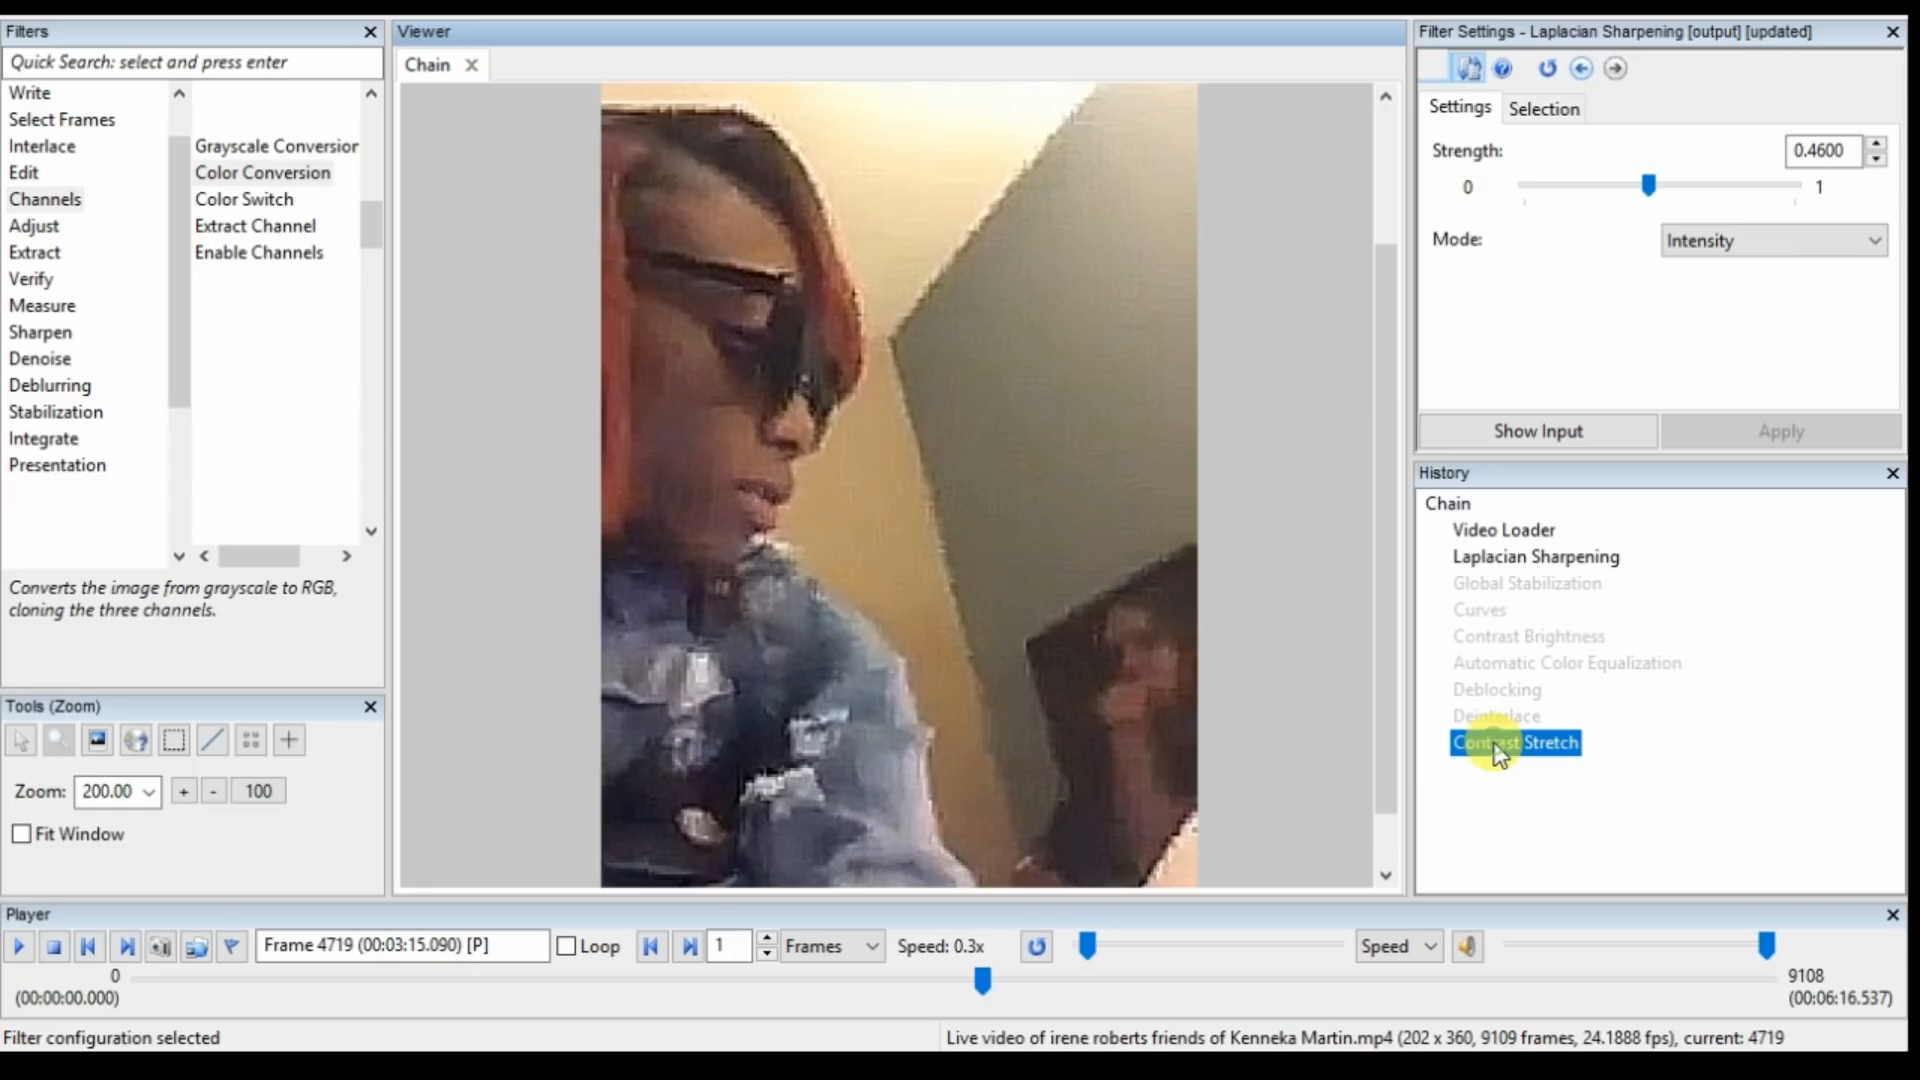 Filters
Quick Search: select and press enter
Write
Select Frames
Interlace
Edit
Channels
Adjust
Extract
Verify
Measure
Sharpen
Denoise
Deblurring
Stabilization
Integrate
Presentation
Grayscale Conversion
Color Conversion
Color Switch
Extract Channel
Enable Channels
Converts the image from grayscale to RGB,
cloning the three channels.
Tools (Zoom)
Zoom: 200.00 + - 100
Fit Window
Viewer
Chain
Filter Settings - Laplacian Sharpening [output] [updated]
Settings Selection
Strength: 0.4600
0 1
Mode: Intensity
Show Input Apply
History
Chain
Video Loader
Laplacian Sharpening
Global Stabilization
Curves
Contrast Brightness
Automatic Color Equalization
Deblocking
Deinterlace
Contrast Stretch
Player
Frame 4719 (00:03:15.090) [P] Loop 1 Frames Speed: 0.3x Speed
0 9108
(00:00:00.000) (00:06:16.537)
Filter configuration selected
Live video of irene roberts friends of Kenneka Martin.mp4 (202 x 360, 9109 frames, 24.1888 fps), current: 4719